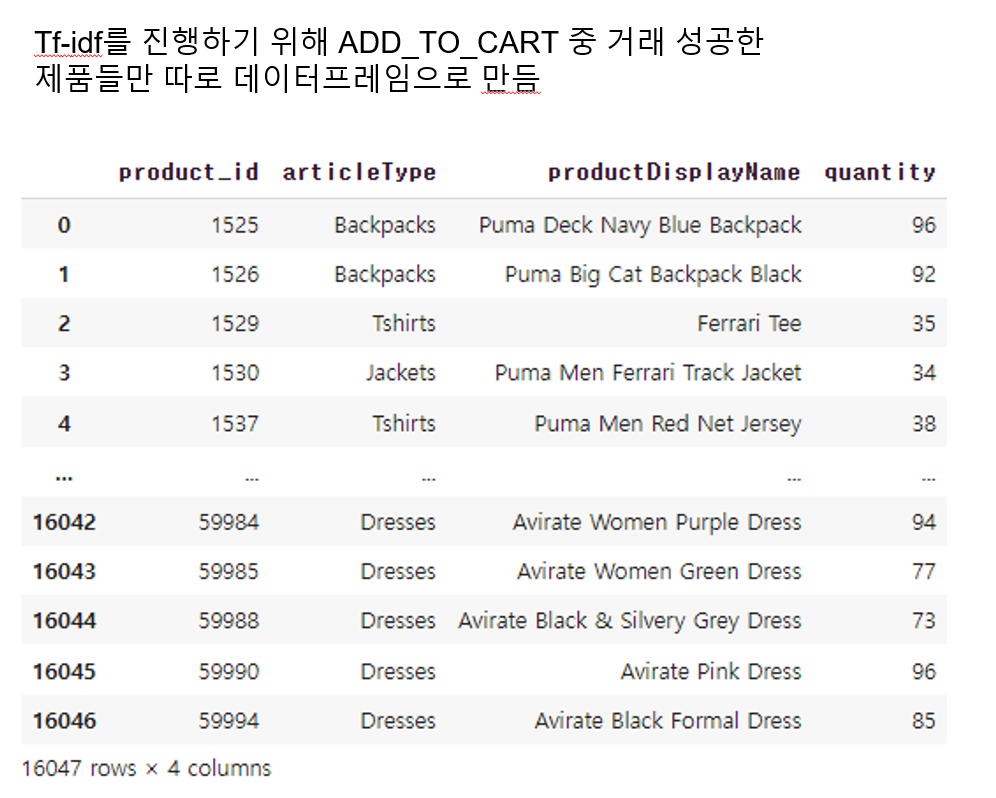 Tf-idf를 진행하기 위해 ADD_TO_CART 중 거래 성공한
제품들만 따로 데이터프레임으로 만듬
product_id articleType productDisplayName quantity
0 1525 Backpacks Puma Deck Navy Blue Backpack 96
1 1526 Backpacks Puma Big Cat Backpack Black 92
2 1529 Tshirts Ferrari Tee 35
3 1530 Jackets Puma Men Ferrari Track Jacket 34
4 1537 Tshirts Puma Men Red Net Jersey 38
... ... ... ... ...
16042 59984 Dresses Avirate Women Purple Dress 94
16043 59985 Dresses Avirate Women Green Dress 77
16044 59988 Dresses Avirate Black & Silvery Grey Dress 73
16045 59990 Dresses Avirate Pink Dress 96
16046 59994 Dresses Avirate Black Formal Dress 85
16047 rows × 4 columns